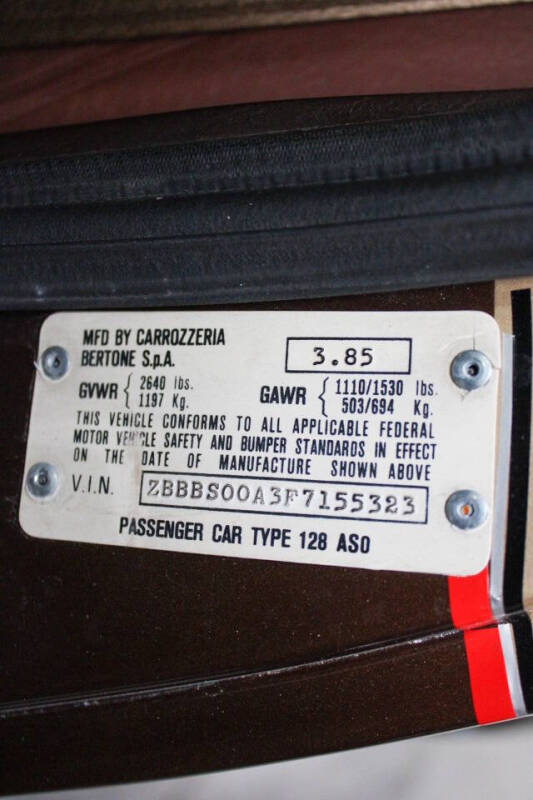 MFD BY CARROZZERIA
BERTONE S.p.A.
3.85
GVWR { 2640 lbs.
1197 Kg.
GAWR { 1110/1530 lbs.
503/694 Kg.
THIS VEHICLE CONFORMS TO ALL APPLICABLE FEDERAL
MOTOR VEHICLE SAFETY AND BUMPER STANDARDS IN EFFECT
ON THE DATE OF MANUFACTURE SHOWN ABOVE
V.I.N. ZBBBS00A3F7155323
PASSENGER CAR TYPE 128 AS0